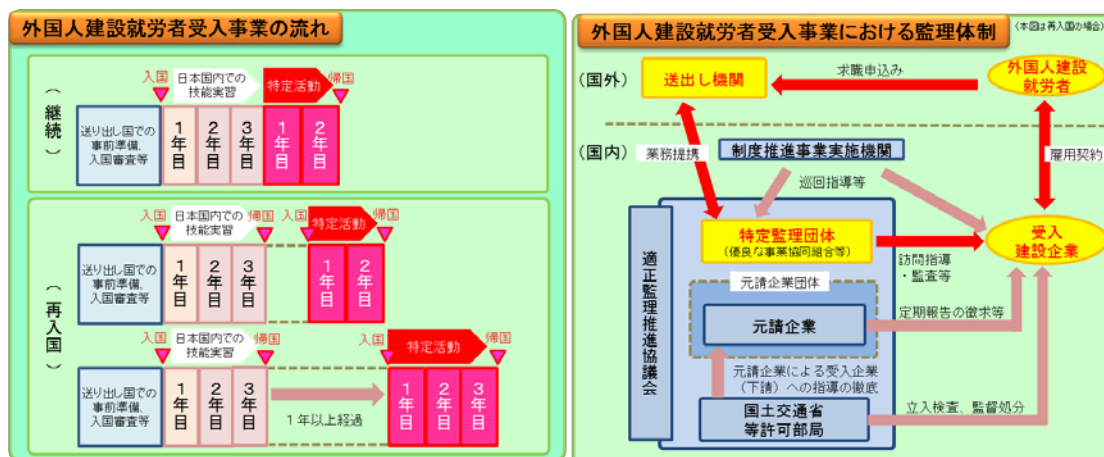 外国人建設就労者受入事業の流れ
(継続)
入国
日本国内での
技能実習
特定活動
帰国
送り出し国での
事前準備、
入国審査等
1年目
2年目
3年目
1年目
2年目
(再入国)
入国
日本国内での
技能実習
帰国
入国
特定活動
帰国
送り出し国での
事前準備、
入国審査等
1年目
2年目
3年目
1年目
2年目
入国
日本国内での
技能実習
帰国
入国
特定活動
帰国
送り出し国での
事前準備、
入国審査等
1年目
2年目
3年目
1年以上経過
1年目
2年目
3年目
外国人建設就労者受入事業における監理体制
(本図は再入国の場合)
(国外)
送出し機関
求職申込み
外国人建設
就労者
(国内)
業務提携
制度推進事業実施機関
雇用契約
巡回指導等
適正監理推進協議会
特定監理団体
(優良な事業協同組合等)
受入
建設企業
訪問指導
・監査等
元請企業団体
元請企業
定期報告の徴求等
元請企業による受入企業
(下請)への指導の徹底
国土交通省
等許可部局
立入検査、監督処分